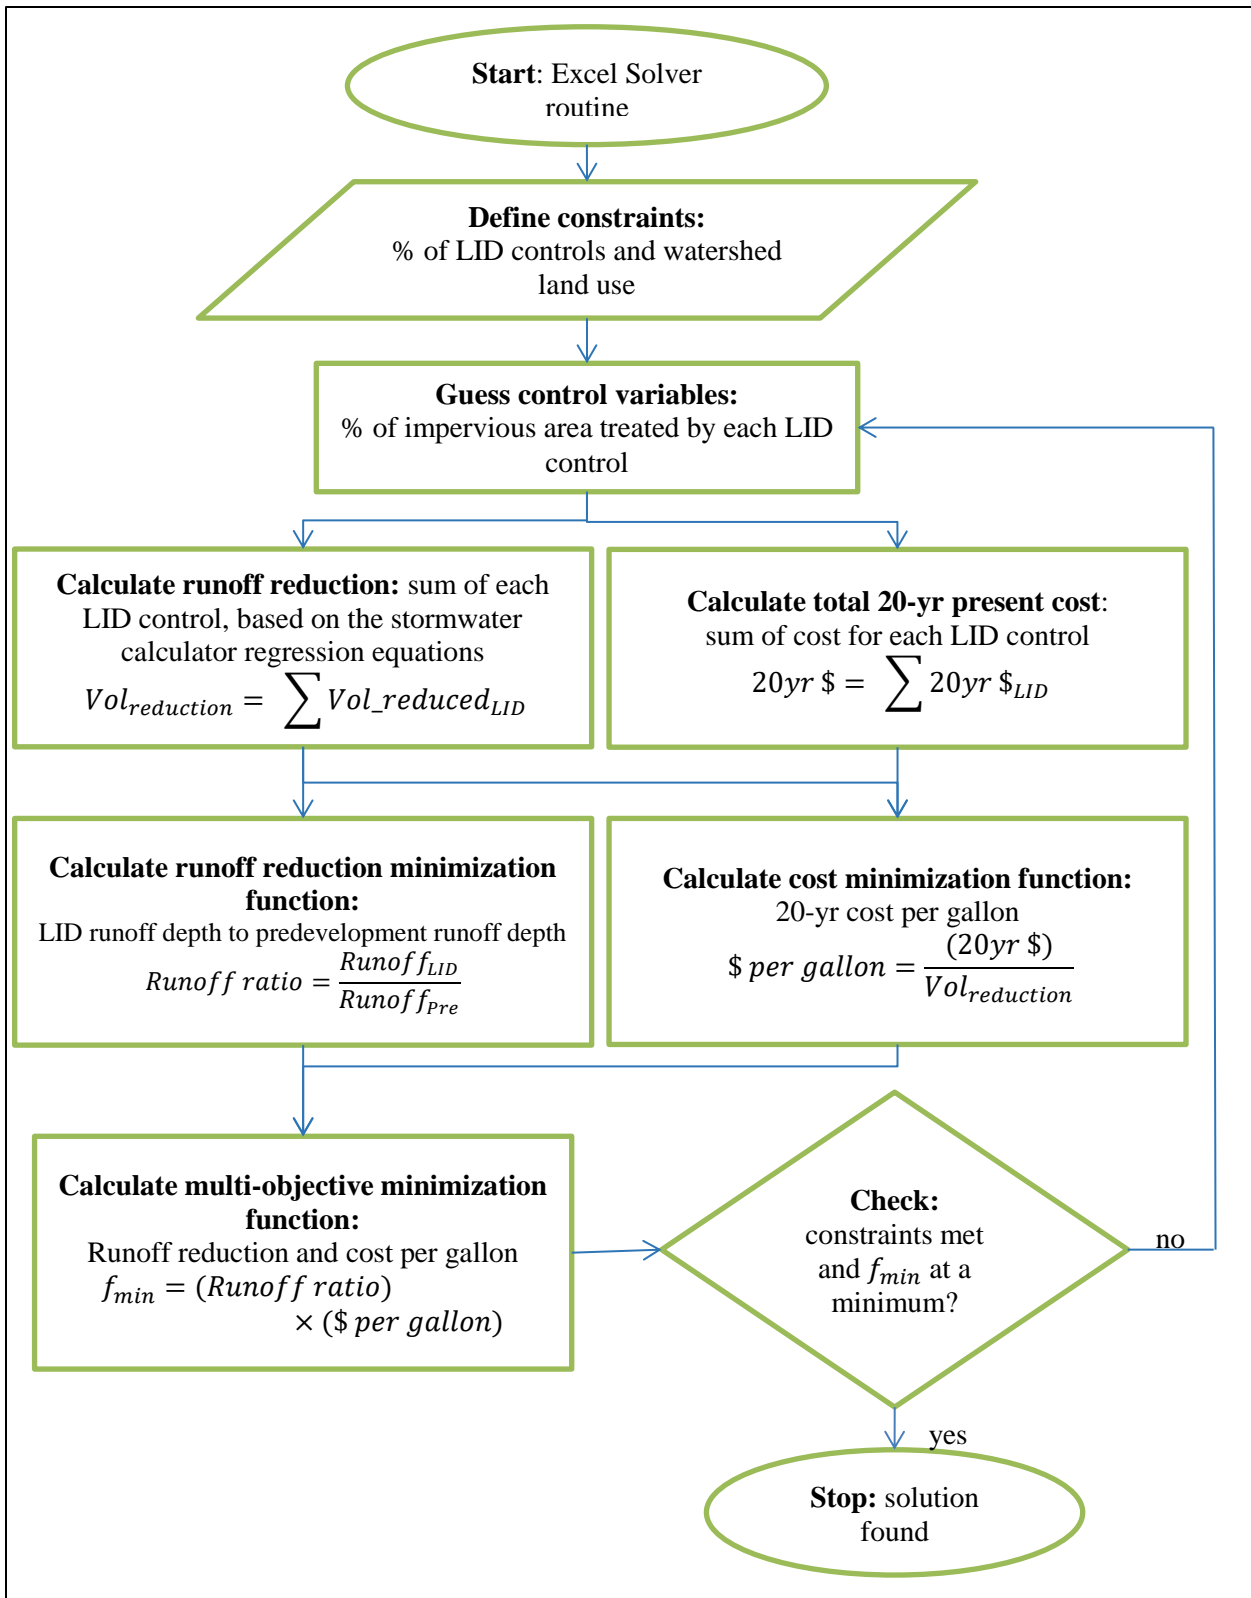 Start: Excel Solver
routine
Define constraints:
% of LID controls and watershed
land use
Guess control variables:
% of impervious area treated by each LID
control
Calculate runoff reduction: sum of each
LID control, based on the stormwater
calculator regression equations
Vol_reduction = ∑ Vol_reduced_LID
Calculate total 20-yr present cost:
sum of cost for each LID control
20yr $ = ∑ 20yr $_LID
Calculate runoff reduction minimization
function:
LID runoff depth to predevelopment runoff depth
Runoff ratio = Runoff_LID / Runoff_Pre
Calculate cost minimization function:
20-yr cost per gallon
$ per gallon = (20yr $) / Vol_reduction
Calculate multi-objective minimization
function:
Runoff reduction and cost per gallon
f_min = (Runoff ratio)
× ($ per gallon)
Check:
constraints met
and f_min at a
minimum?
no
yes
Stop: solution
found